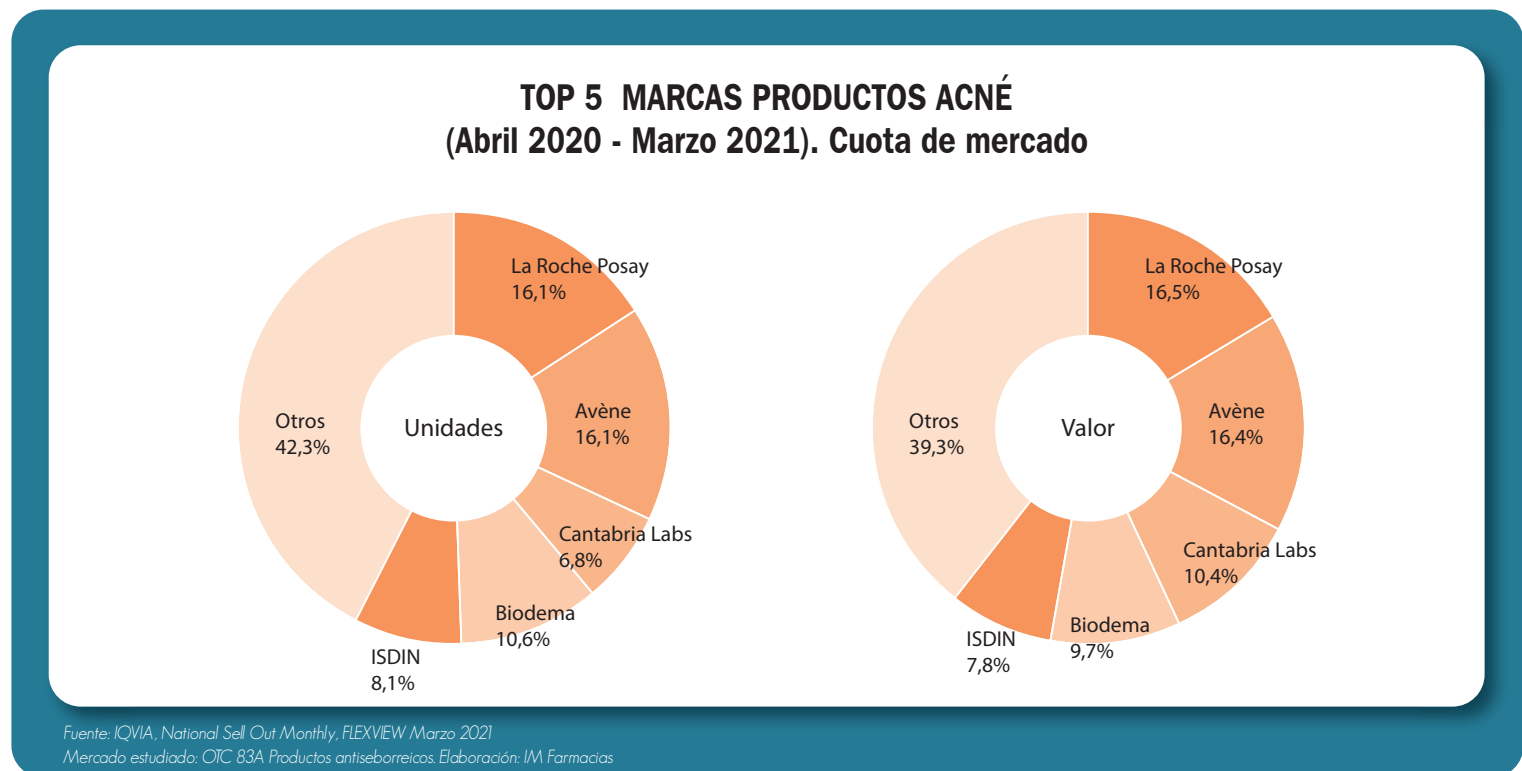 TOP 5 MARCAS PRODUCTOS ACNÉ
(Abril 2020 - Marzo 2021). Cuota de mercado
La Roche Posay
16,1%
Avène
16,1%
Cantabria Labs
6,8%
Biodema
10,6%
ISDIN
8,1%
Otros
42,3%
Unidades
La Roche Posay
16,5%
Avène
16,4%
Cantabria Labs
10,4%
Biodema
9,7%
ISDIN
7,8%
Otros
39,3%
Valor
Fuente: IQVIA, National Sell Out Monthly, FLEXVIEW Marzo 2021
Mercado estudiado: OTC 83A Productos antiseborreicos. Elaboración: IM Farmacias